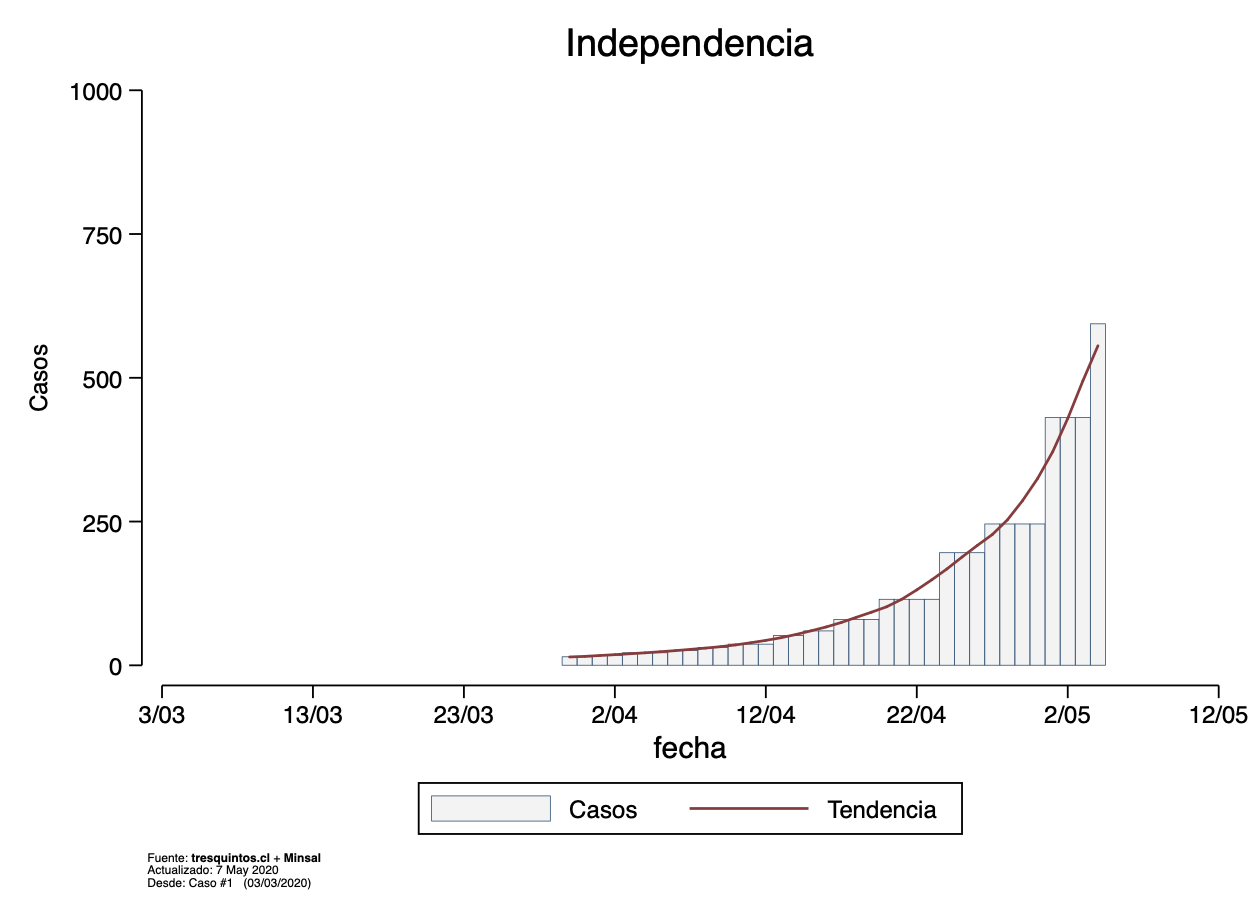 Independencia
1000
750
500
250
0
Casos
3/03 13/03 23/03 2/04 12/04 22/04 2/05 12/05
fecha
Casos Tendencia
Fuente: tresquintos.cl + Minsal
Actualizado: 7 May 2020
Desde: Caso #1 (03/03/2020)